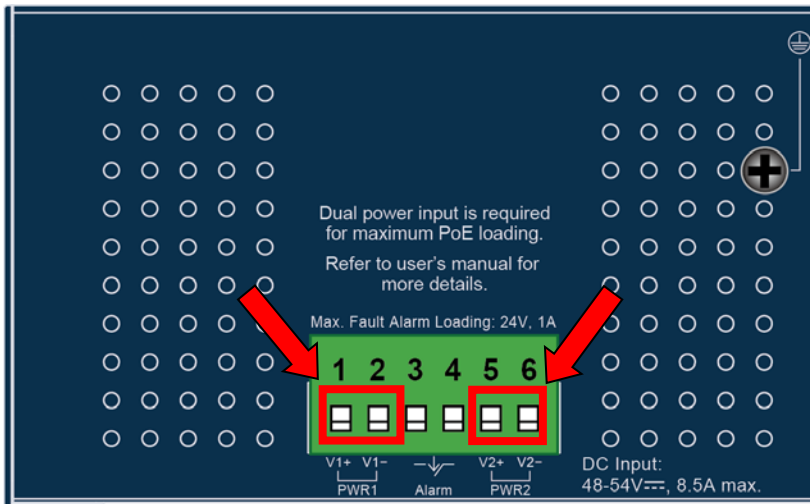 Dual power input is required
for maximum PoE loading.
Refer to user's manual for
more details.
Max. Fault Alarm Loading: 24V, 1A
1 2 3 4 5 6
V1+ V1− V2+ V2−
PWR1 Alarm PWR2
DC Input:
48-54V⎓, 8.5A max.